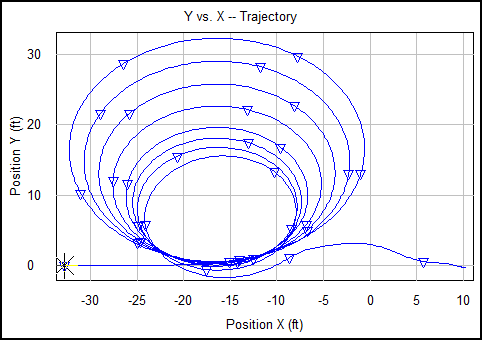 Y vs. X -- Trajectory
Position Y (ft)
30
20
10
0
-30 -25 -20 -15 -10 -5 0 5 10
Position X (ft)